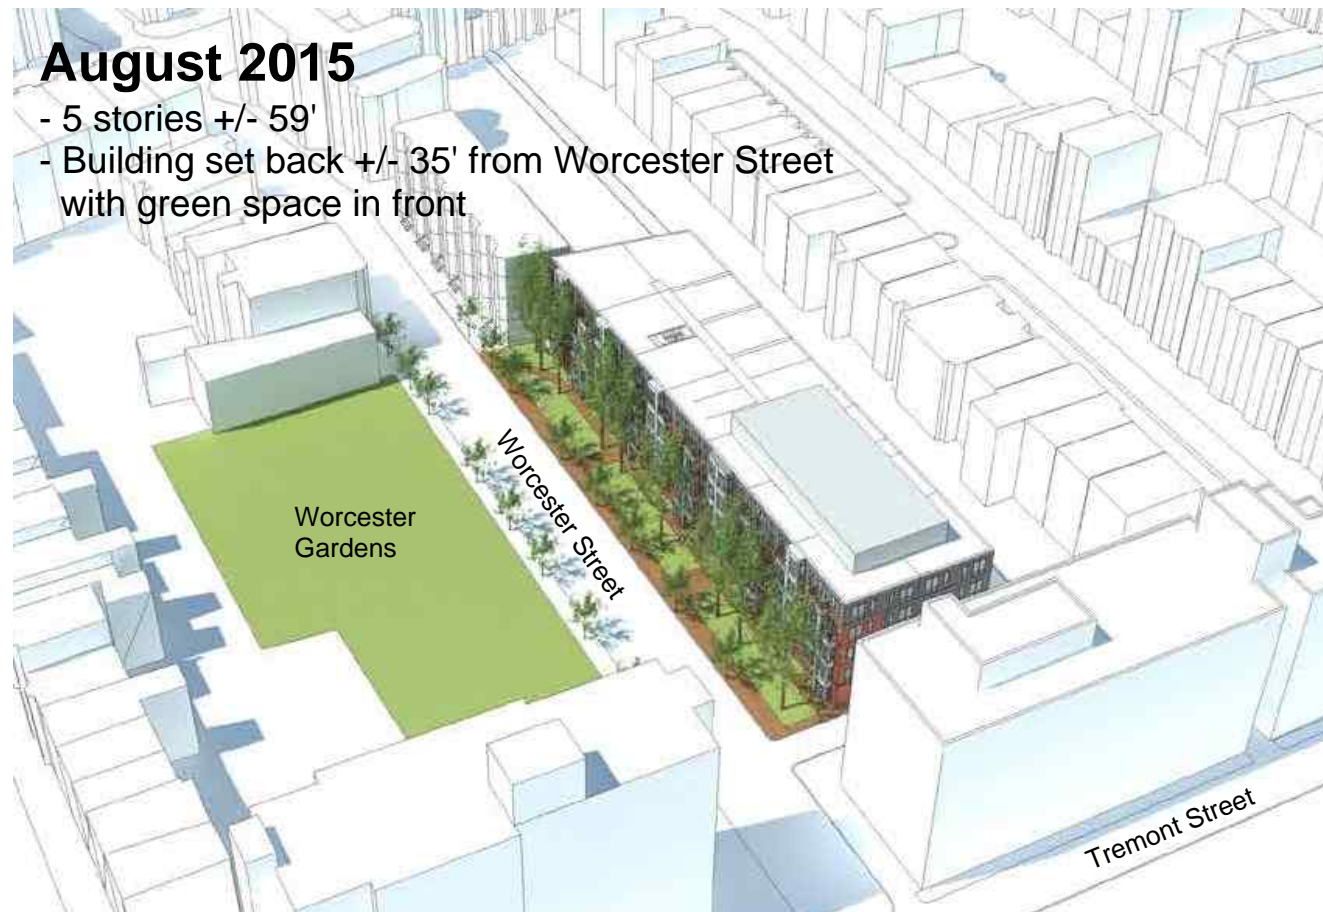 August 2015
- 5 stories +/- 59'
- Building set back +/- 35' from Worcester Street
with green space in front
Worcester
Gardens
Worcester Street
Tremont Street